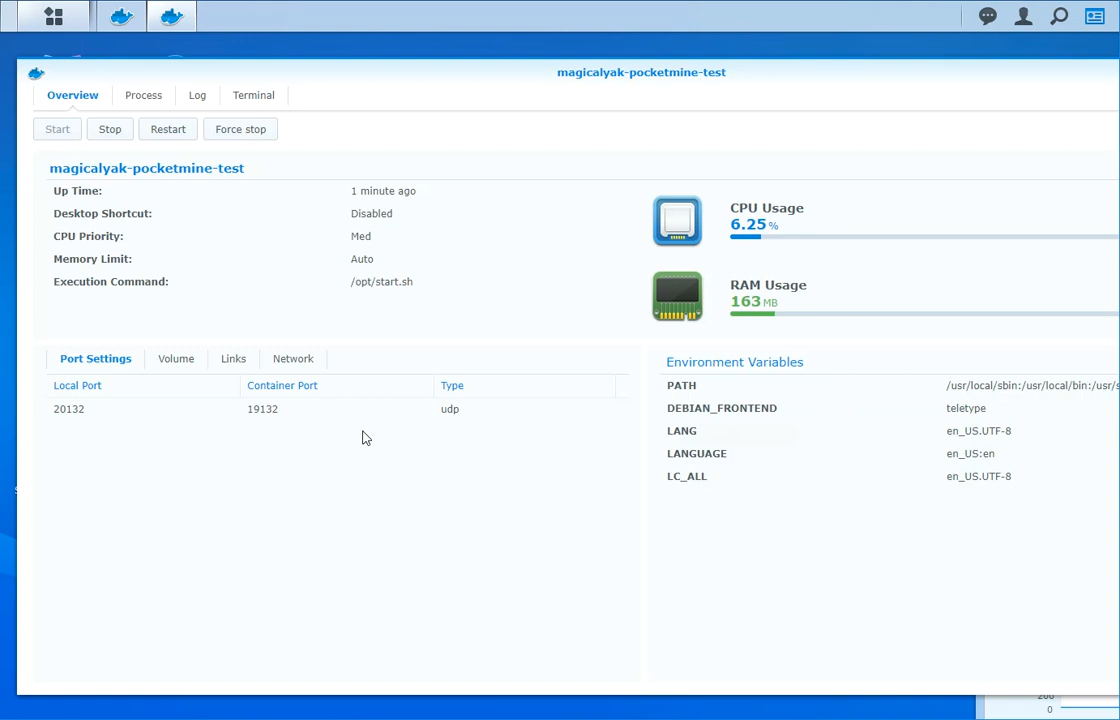 magicalyak-pocketmine-test
Overview Process Log Terminal
Start Stop Restart Force stop
magicalyak-pocketmine-test
Up Time: 1 minute ago
Desktop Shortcut: Disabled
CPU Priority: Med
Memory Limit: Auto
Execution Command: /opt/start.sh
CPU Usage
6.25 %
RAM Usage
163 MB
Port Settings Volume Links Network
Local Port Container Port Type
20132 19132 udp
Environment Variables
PATH /usr/local/sbin:/usr/local/bin:/usr/s
DEBIAN_FRONTEND teletype
LANG en_US.UTF-8
LANGUAGE en_US:en
LC_ALL en_US.UTF-8
200
0